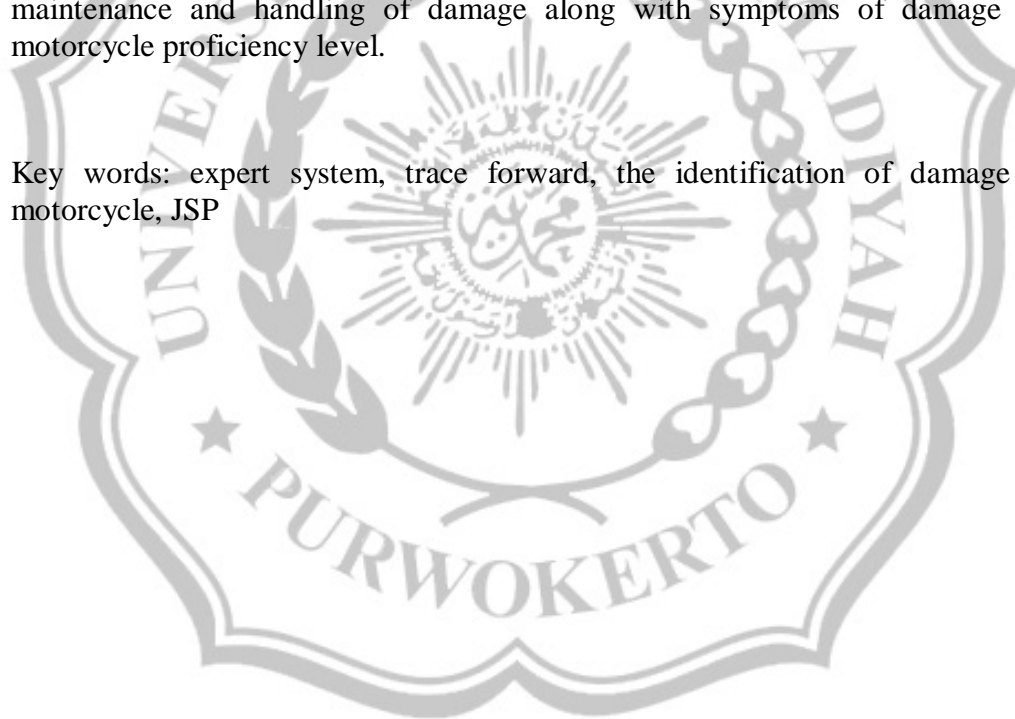 maintenance and handling of damage along with symptoms of damage
motorcycle proficiency level.
Key words: expert system, trace forward, the identification of damage
motorcycle, JSP
PURWOKERTO